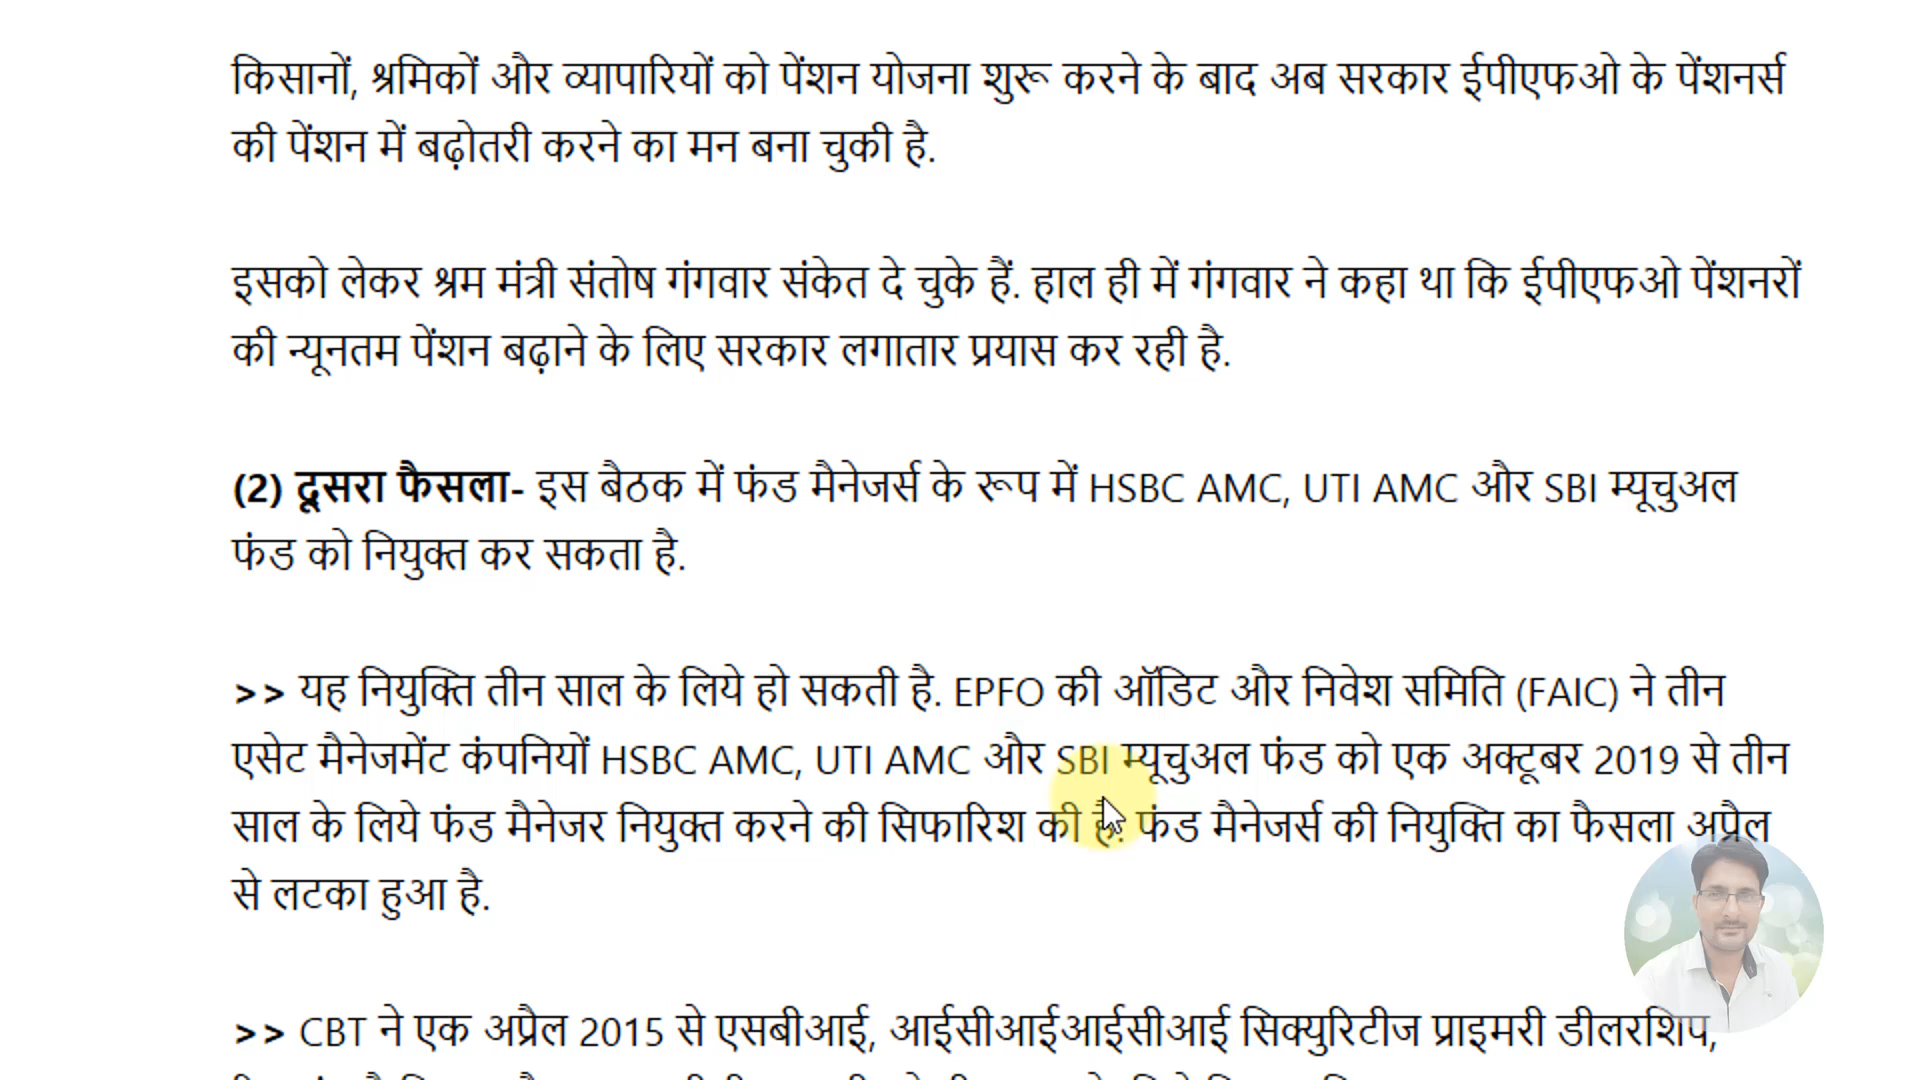 किसानों, श्रमिकों और व्यापारियों को पेंशन योजना शुरू करने के बाद अब सरकार ईपीएफओ के पेंशनर्स
की पेंशन में बढ़ोतरी करने का मन बना चुकी है.
इसको लेकर श्रम मंत्री संतोष गंगवार संकेत दे चुके हैं. हाल ही में गंगवार ने कहा था कि ईपीएफओ पेंशनरों
की न्यूनतम पेंशन बढ़ाने के लिए सरकार लगातार प्रयास कर रही है.
(2) दूसरा फैसला- इस बैठक में फंड मैनेजर्स के रूप में HSBC AMC, UTI AMC और SBI म्यूचुअल
फंड को नियुक्त कर सकता है.
>> यह नियुक्ति तीन साल के लिये हो सकती है. EPFO की ऑडिट और निवेश समिति (FAIC) ने तीन
एसेट मैनेजमेंट कंपनियों HSBC AMC, UTI AMC और SBI म्यूचुअल फंड को एक अक्टूबर 2019 से तीन
साल के लिये फंड मैनेजर नियुक्त करने की सिफारिश की है. फंड मैनेजर्स की नियुक्ति का फैसला अप्रैल
से लटका हुआ है.
>> CBT ने एक अप्रैल 2015 से एसबीआई, आईसीआईआईसीआई सिक्युरिटीज प्राइमरी डीलरशिप,